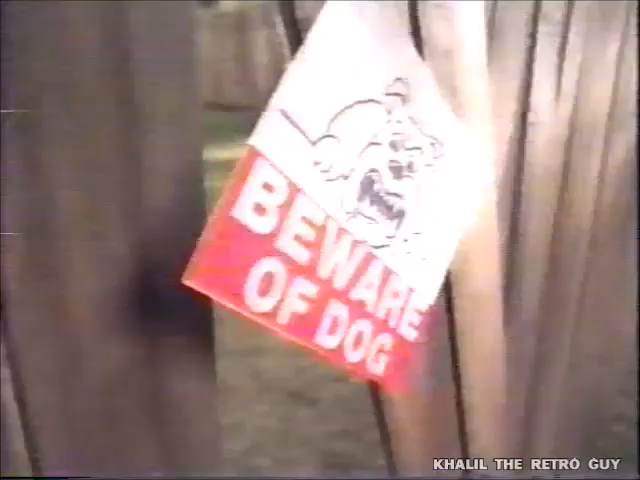 BEWARE
OF DOG
KHALIL THE RETRO GUY